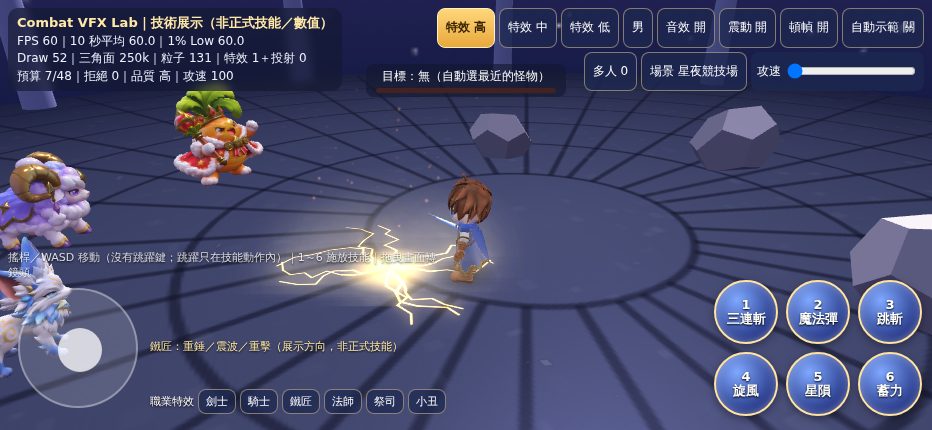 Combat VFX Lab｜技術展示（非正式技能／數值）
FPS 60｜10 秒平均 60.0｜1% Low 60.0
Draw 52｜三角面 250k｜粒子 131｜特效 1＋投射 0
預算 7/48｜拒絕 0｜品質 高｜攻速 100
特效 高
特效 中
特效 低
男
音效 開
震動 開
頓幀 開
自動示範 關
目標：無（自動選最近的怪物）
多人 0
場景 星夜競技場
攻速
搖桿／WASD 移動（沒有跳躍鍵；跳躍只在技能動作內）｜1～6 施放技能｜拖曳畫面轉
鏡頭
1
三連斬
2
魔法彈
3
跳斬
4
旋風
5
星隕
6
蓄力
鐵匠：重錘／震波／重擊（展示方向，非正式技能）
職業特效
劍士
騎士
鐵匠
法師
祭司
小丑